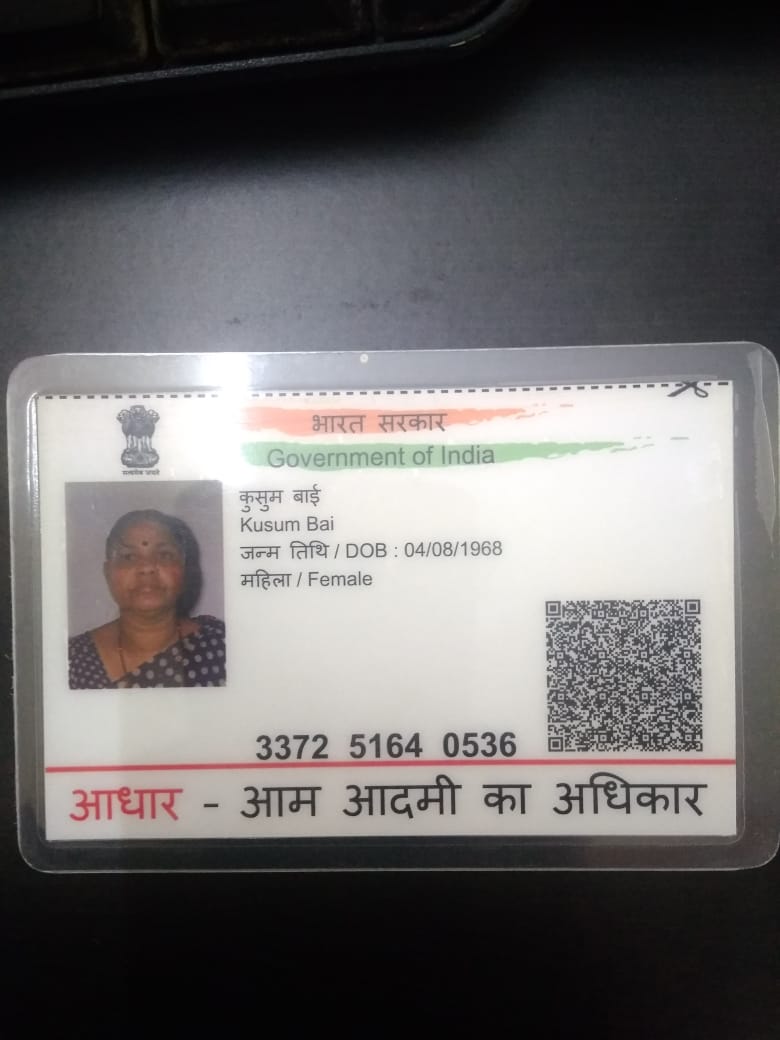 सत्यमेव जयते
भारत सरकार
Government of India
कुसुम बाई
Kusum Bai
जन्म तिथि / DOB : 04/08/1968
महिला / Female
3372 5164 0536
आधार - आम आदमी का अधिकार